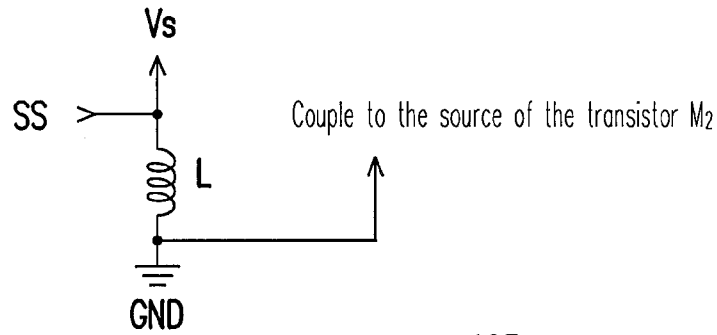 Vs
SS
Couple to the source of the transistor M2
L
GND